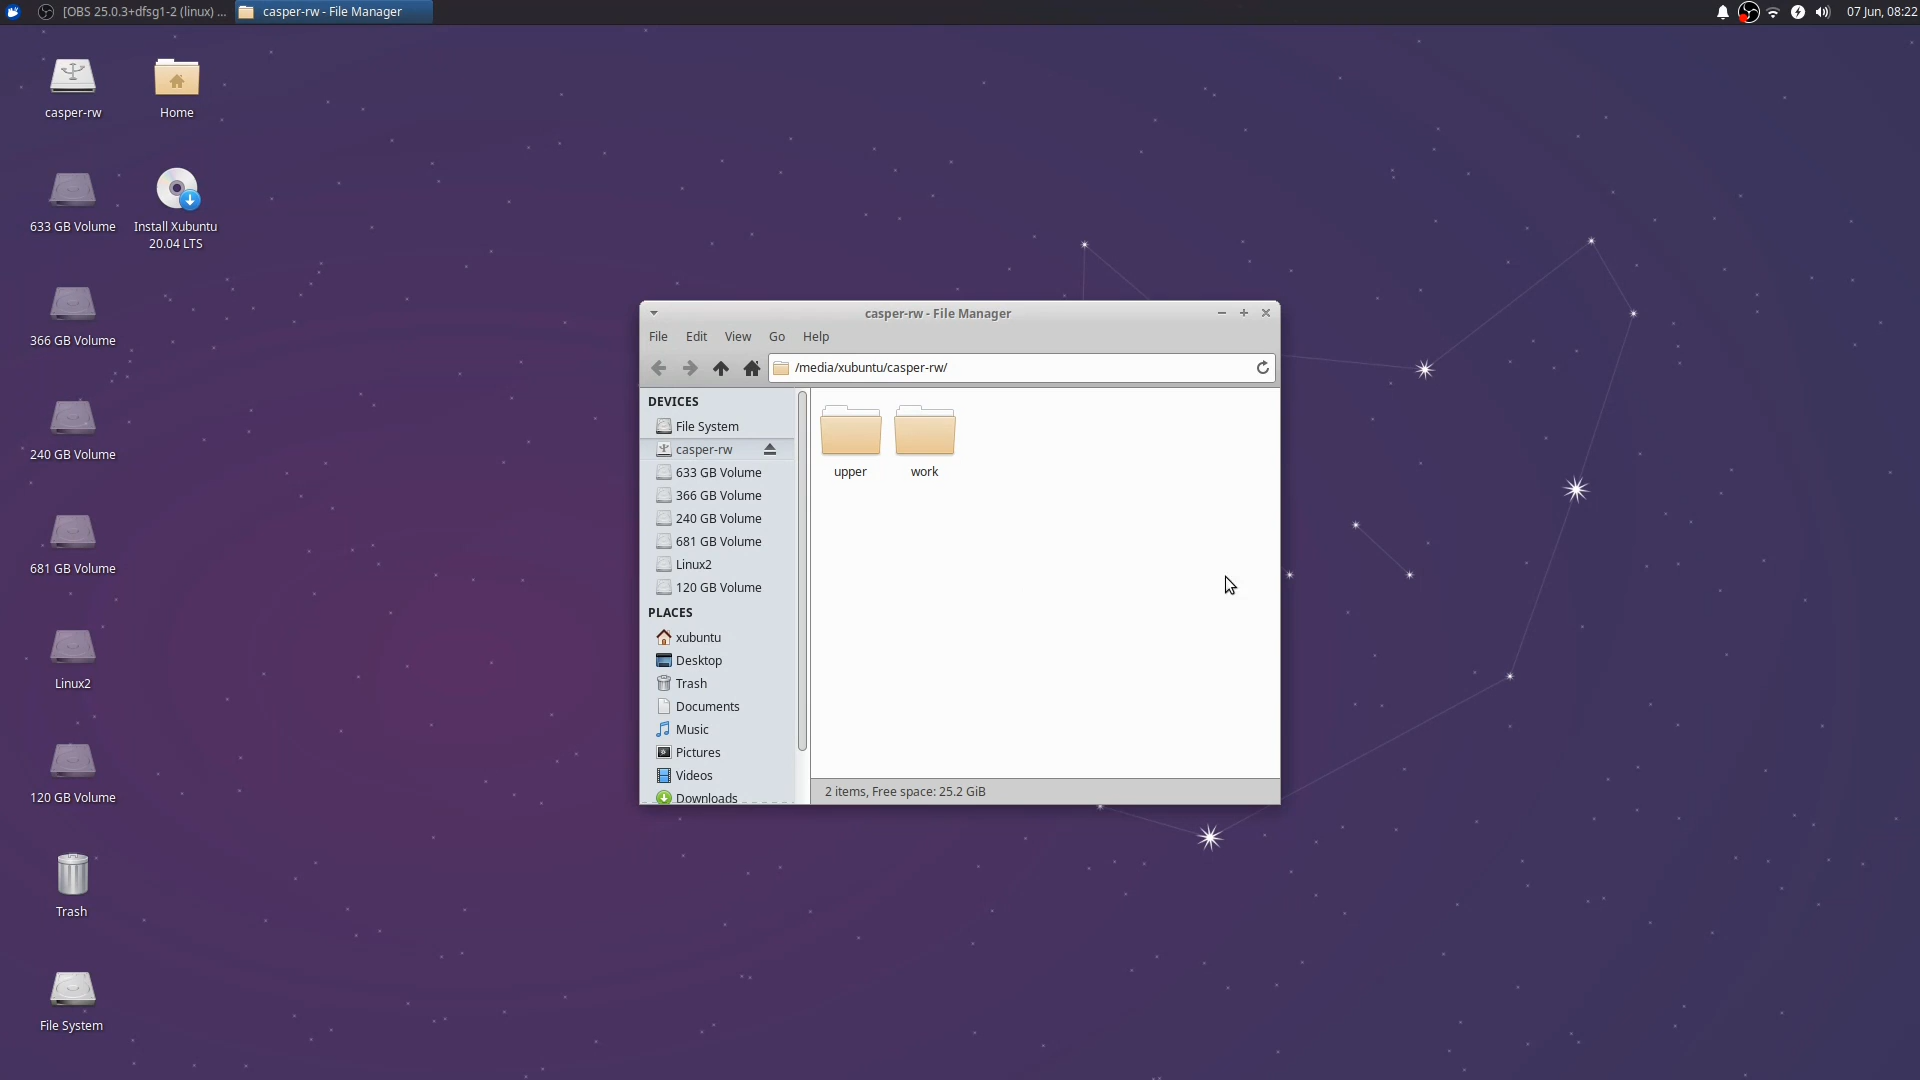 [OBS 25.0.3+dfsg1-2 (linux) ...
casper-rw - File Manager
07 Jun, 08:22
casper-rw
Home
633 GB Volume
Install Xubuntu
20.04 LTS
366 GB Volume
240 GB Volume
681 GB Volume
Linux2
120 GB Volume
Trash
File System
casper-rw - File Manager
File Edit View Go Help
/media/xubuntu/casper-rw/
DEVICES
File System
casper-rw
633 GB Volume
366 GB Volume
240 GB Volume
681 GB Volume
Linux2
120 GB Volume
PLACES
xubuntu
Desktop
Trash
Documents
Music
Pictures
Videos
Downloads
upper
work
2 items, Free space: 25.2 GiB